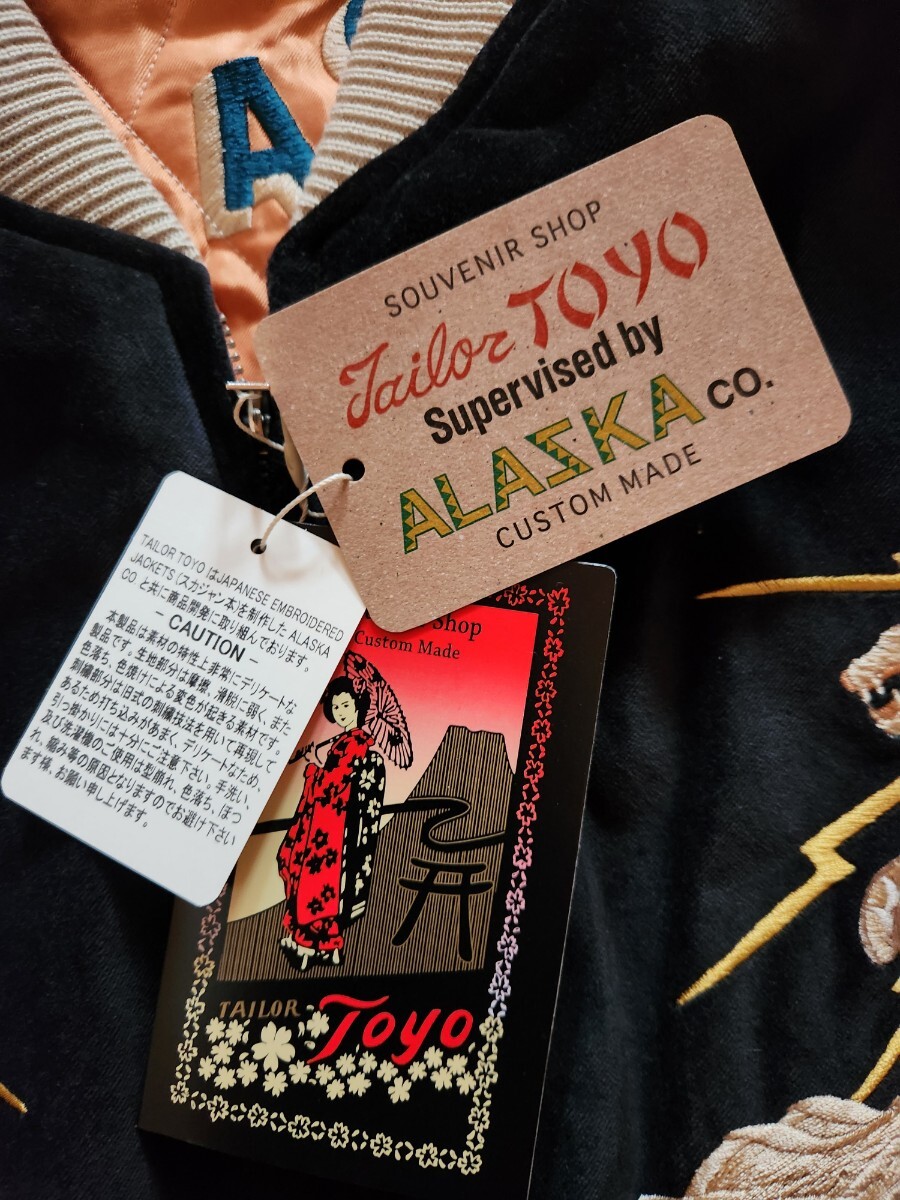 A
SOUVENIR SHOP
Tailor TOYO
Supervised by
ALASKA CO.
CUSTOM MADE
TAILOR TOYO はJAPANESE EMBROIDERED
JACKETS（スカジャン本）を制作した ALASKA
CO と共に商品開発に取り組んでおります。
— CAUTION —
本製品は素材の特性上非常にデリケートな
製品です。生地部分は摩擦、滑脱に弱く、また
色落ち、色焼けによる変色が起きる素材です。
刺繍部分は旧式の刺繍技法を用いて再現して
あるため打ち込みがあまく、デリケートなため、
引っ掛かりには十分にご注意下さい。手洗い、
及び洗濯機のご使用は型崩れ、色落ち、ほつ
れ、縮み等の原因となりますのでお避け下さい
ます様、お願い申し上げます。
Shop
Custom Made
TAILOR Toyo